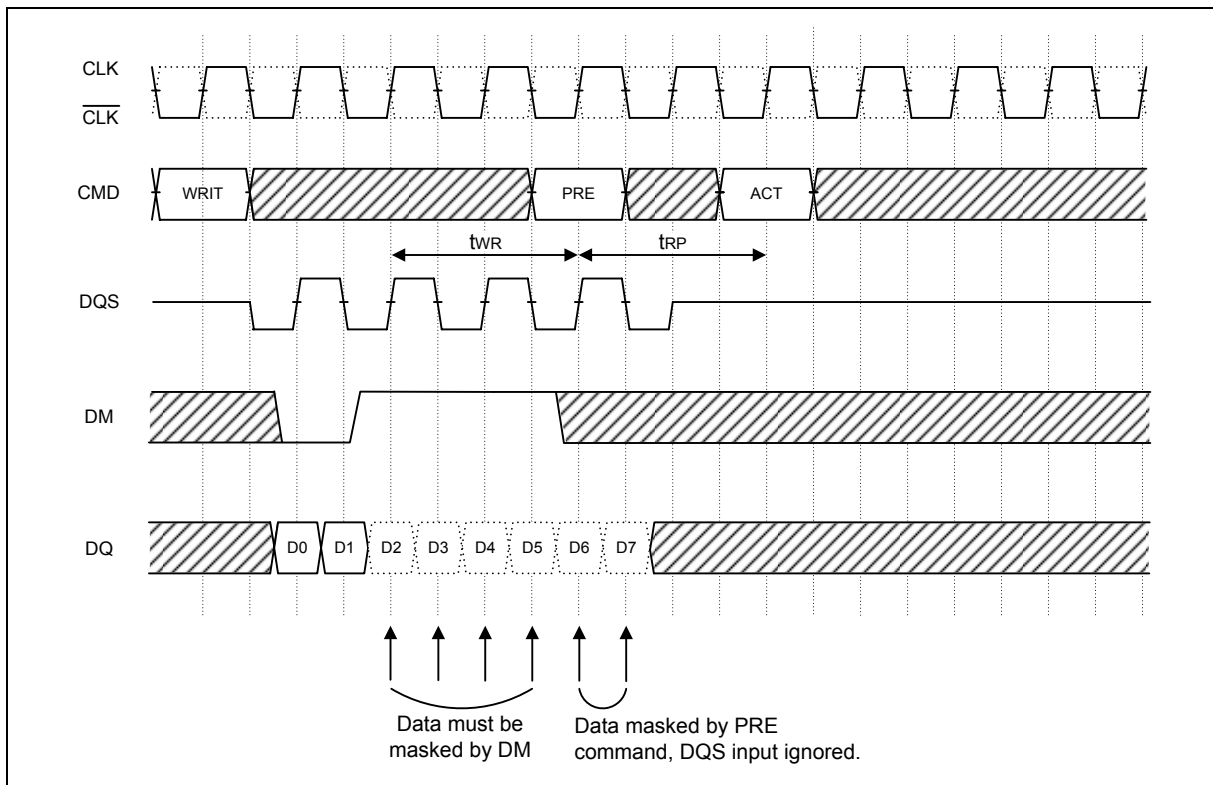 CLK
C̅L̅K̅
CMD WRIT PRE ACT
tWR tRP
DQS
DM
DQ D0 D1 D2 D3 D4 D5 D6 D7
Data must be Data masked by PRE
masked by DM command, DQS input ignored.